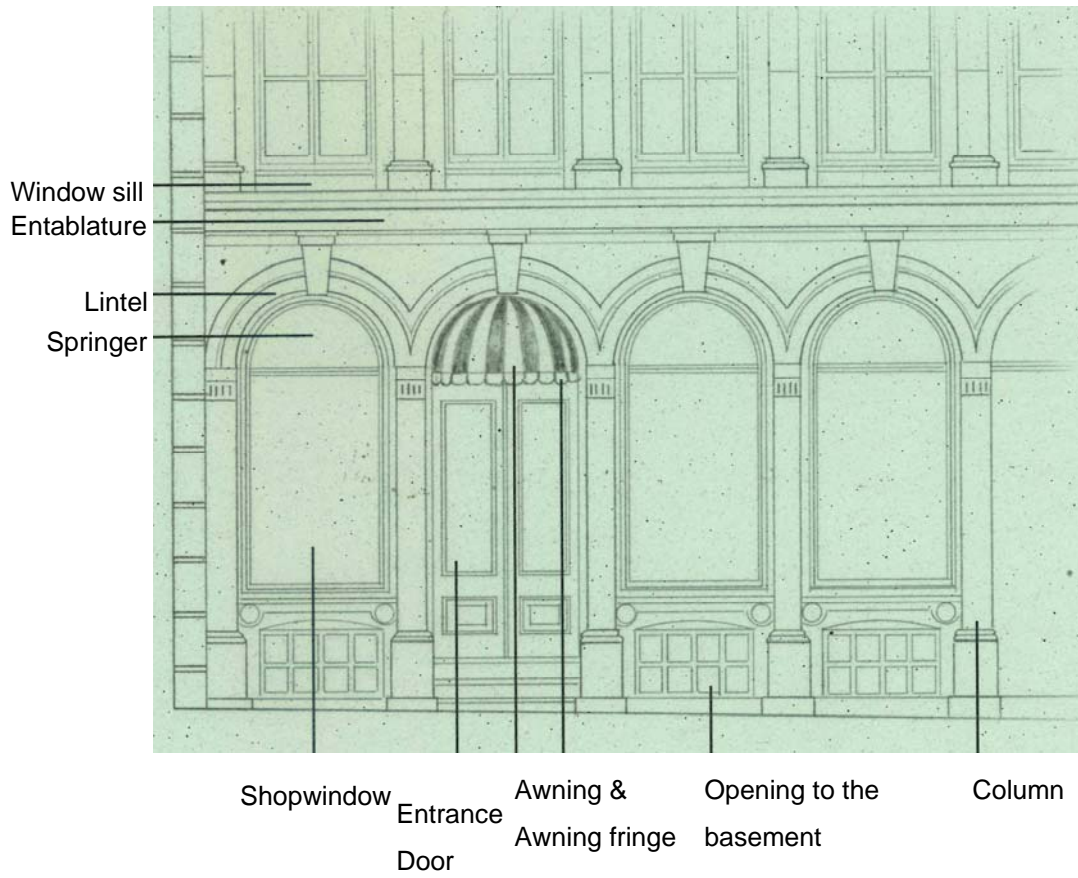 Window sill
Entablature
Lintel
Springer
Shopwindow
Entrance
Door
Awning &
Awning fringe
Opening to the
basement
Column